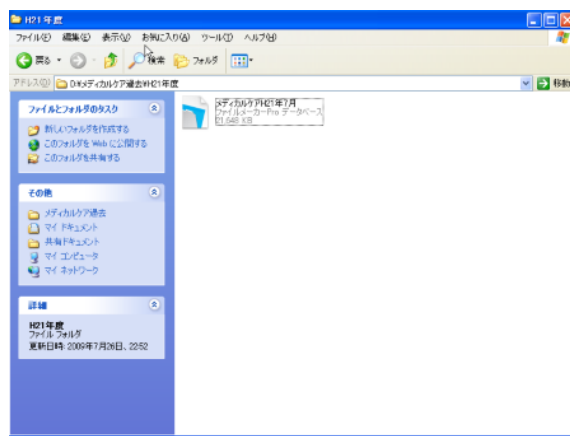 H21年度
ファイル(F) 編集(E) 表示(V) お気に入り(A) ツール(T) ヘルプ(H)
戻る 検索 フォルダ
アドレス(D) D:¥メディカルケア過去¥H21年度 移動
ファイルとフォルダのタスク
新しいフォルダを作成する
このフォルダを Web に公開する
このフォルダを共有する
その他
メディカルケア過去
マイ ドキュメント
共有ドキュメント
マイ コンピュータ
マイ ネットワーク
詳細
H21年度
ファイル フォルダ
更新日時: 2009年7月26日、22:52
メディカルケアH21年7月
ファイルメーカーPro データベース
21,648 KB